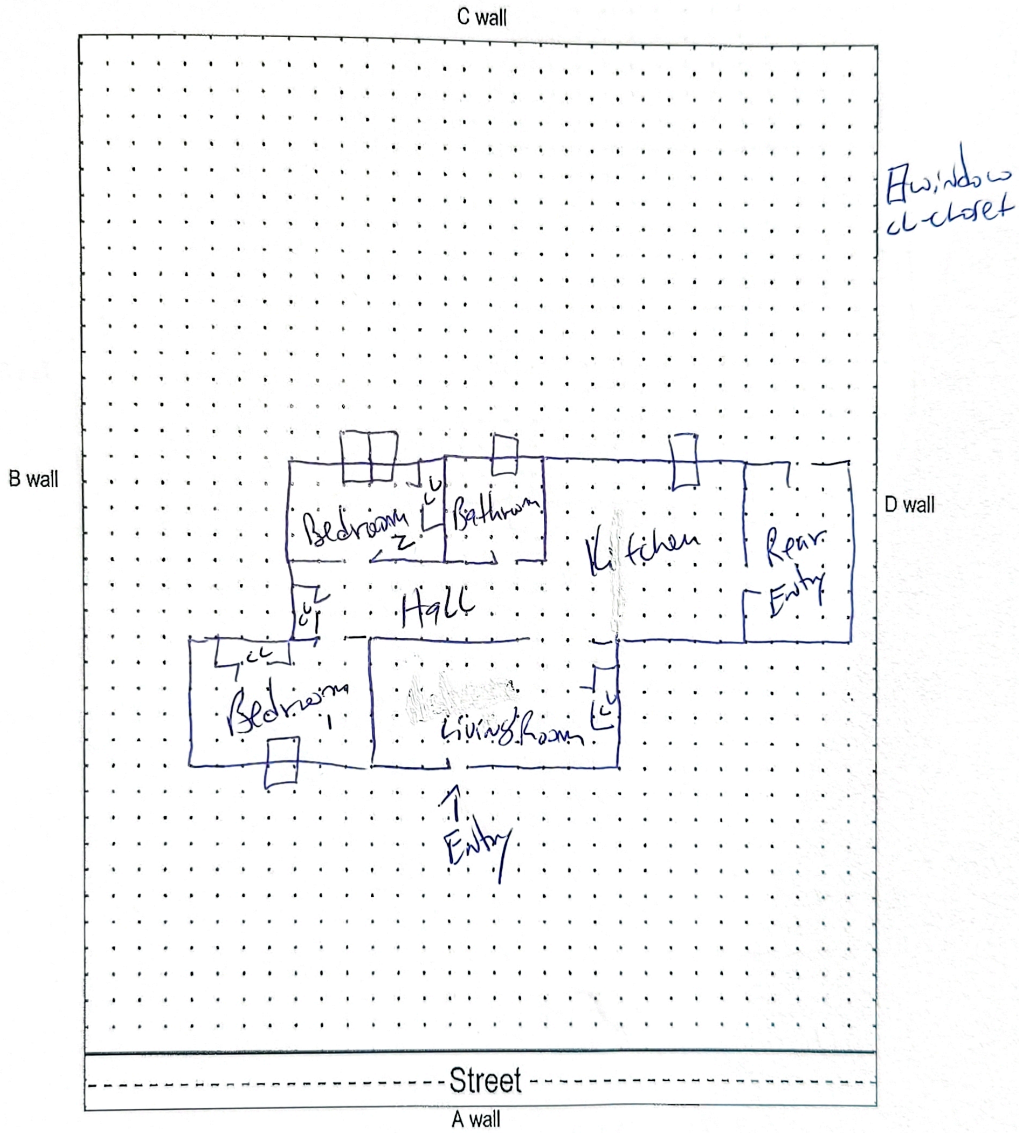 C wall
window
cl-closet
B wall
D wall
Bedroom
2
CL
Bathroom
Kitchen
Rear
Entry
CL
Hall
CL
Bedroom
1
Living Room
CL
Entry
Street
A wall